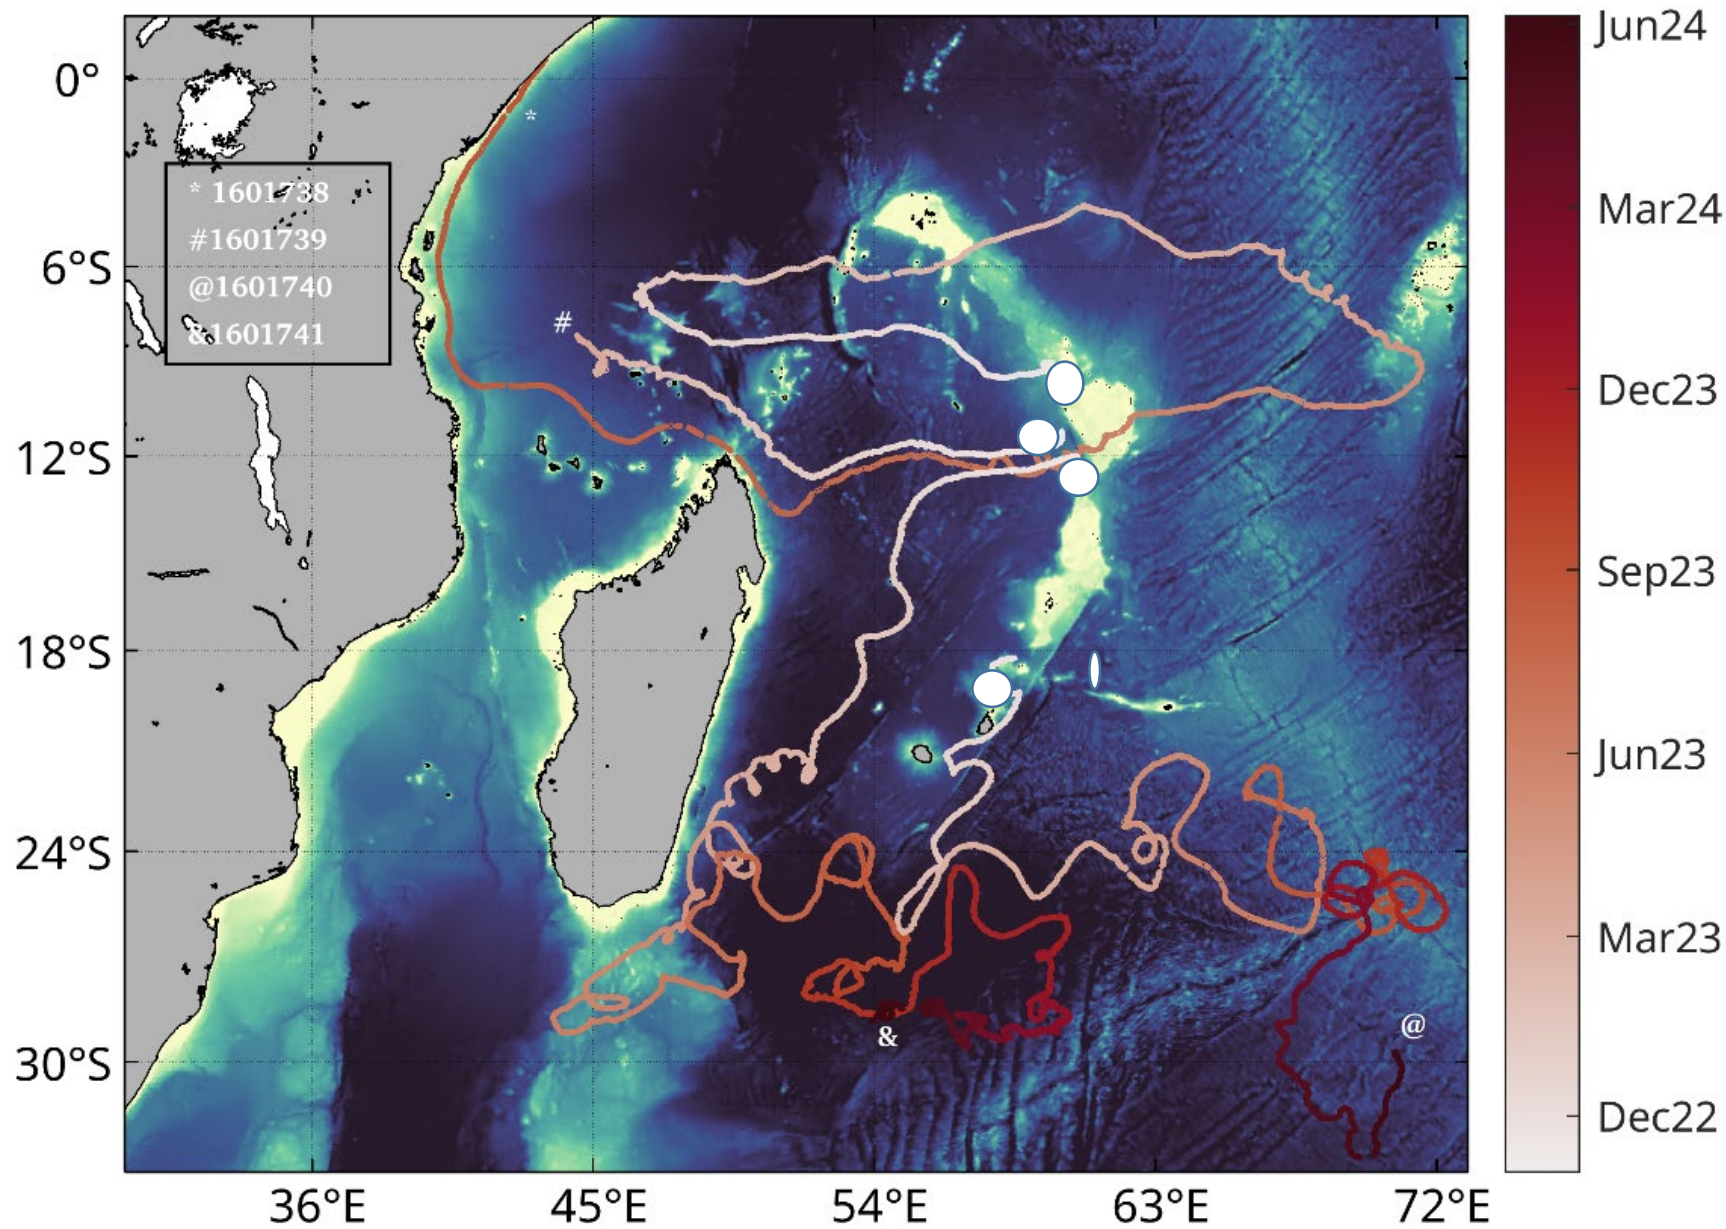 0°
6°S
12°S
18°S
24°S
30°S
36°E
45°E
54°E
63°E
72°E
*
* 1601738
#1601739
@1601740
&1601741
#
&
@
Jun24
Mar24
Dec23
Sep23
Jun23
Mar23
Dec22